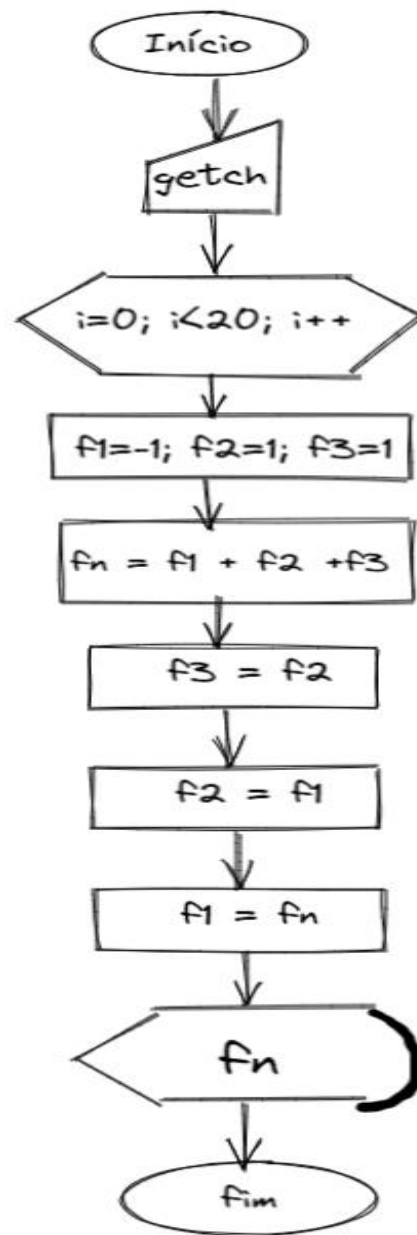 Início
getch
i=0; i<20; i++
f1=-1; f2=1; f3=1
fn = f1 + f2 +f3
f3 = f2
f2 = f1
f1 = fn
fn
fim